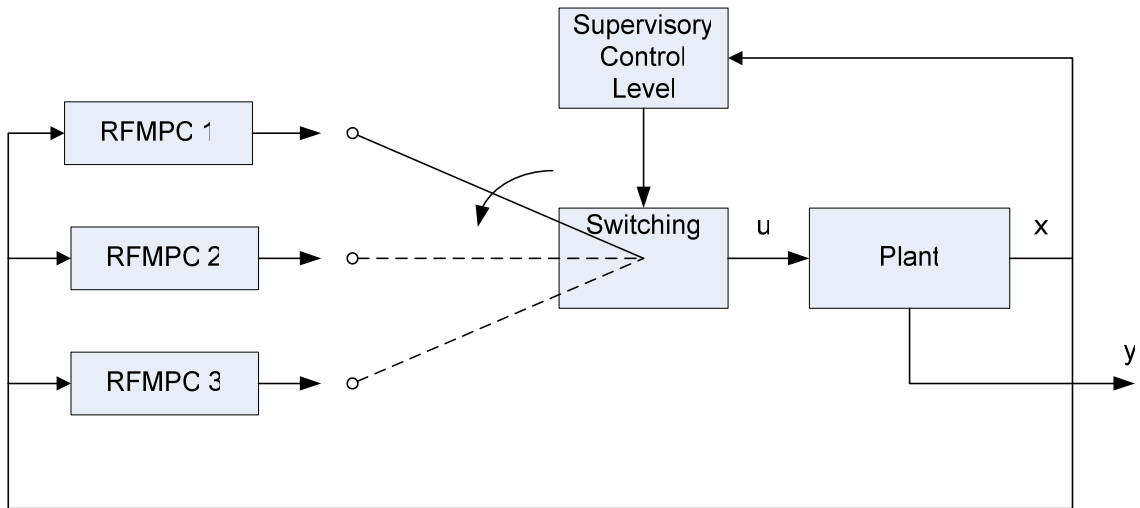 Supervisory
Control
Level
RFMPC 1
Switching
u
x
RFMPC 2
Plant
y
RFMPC 3